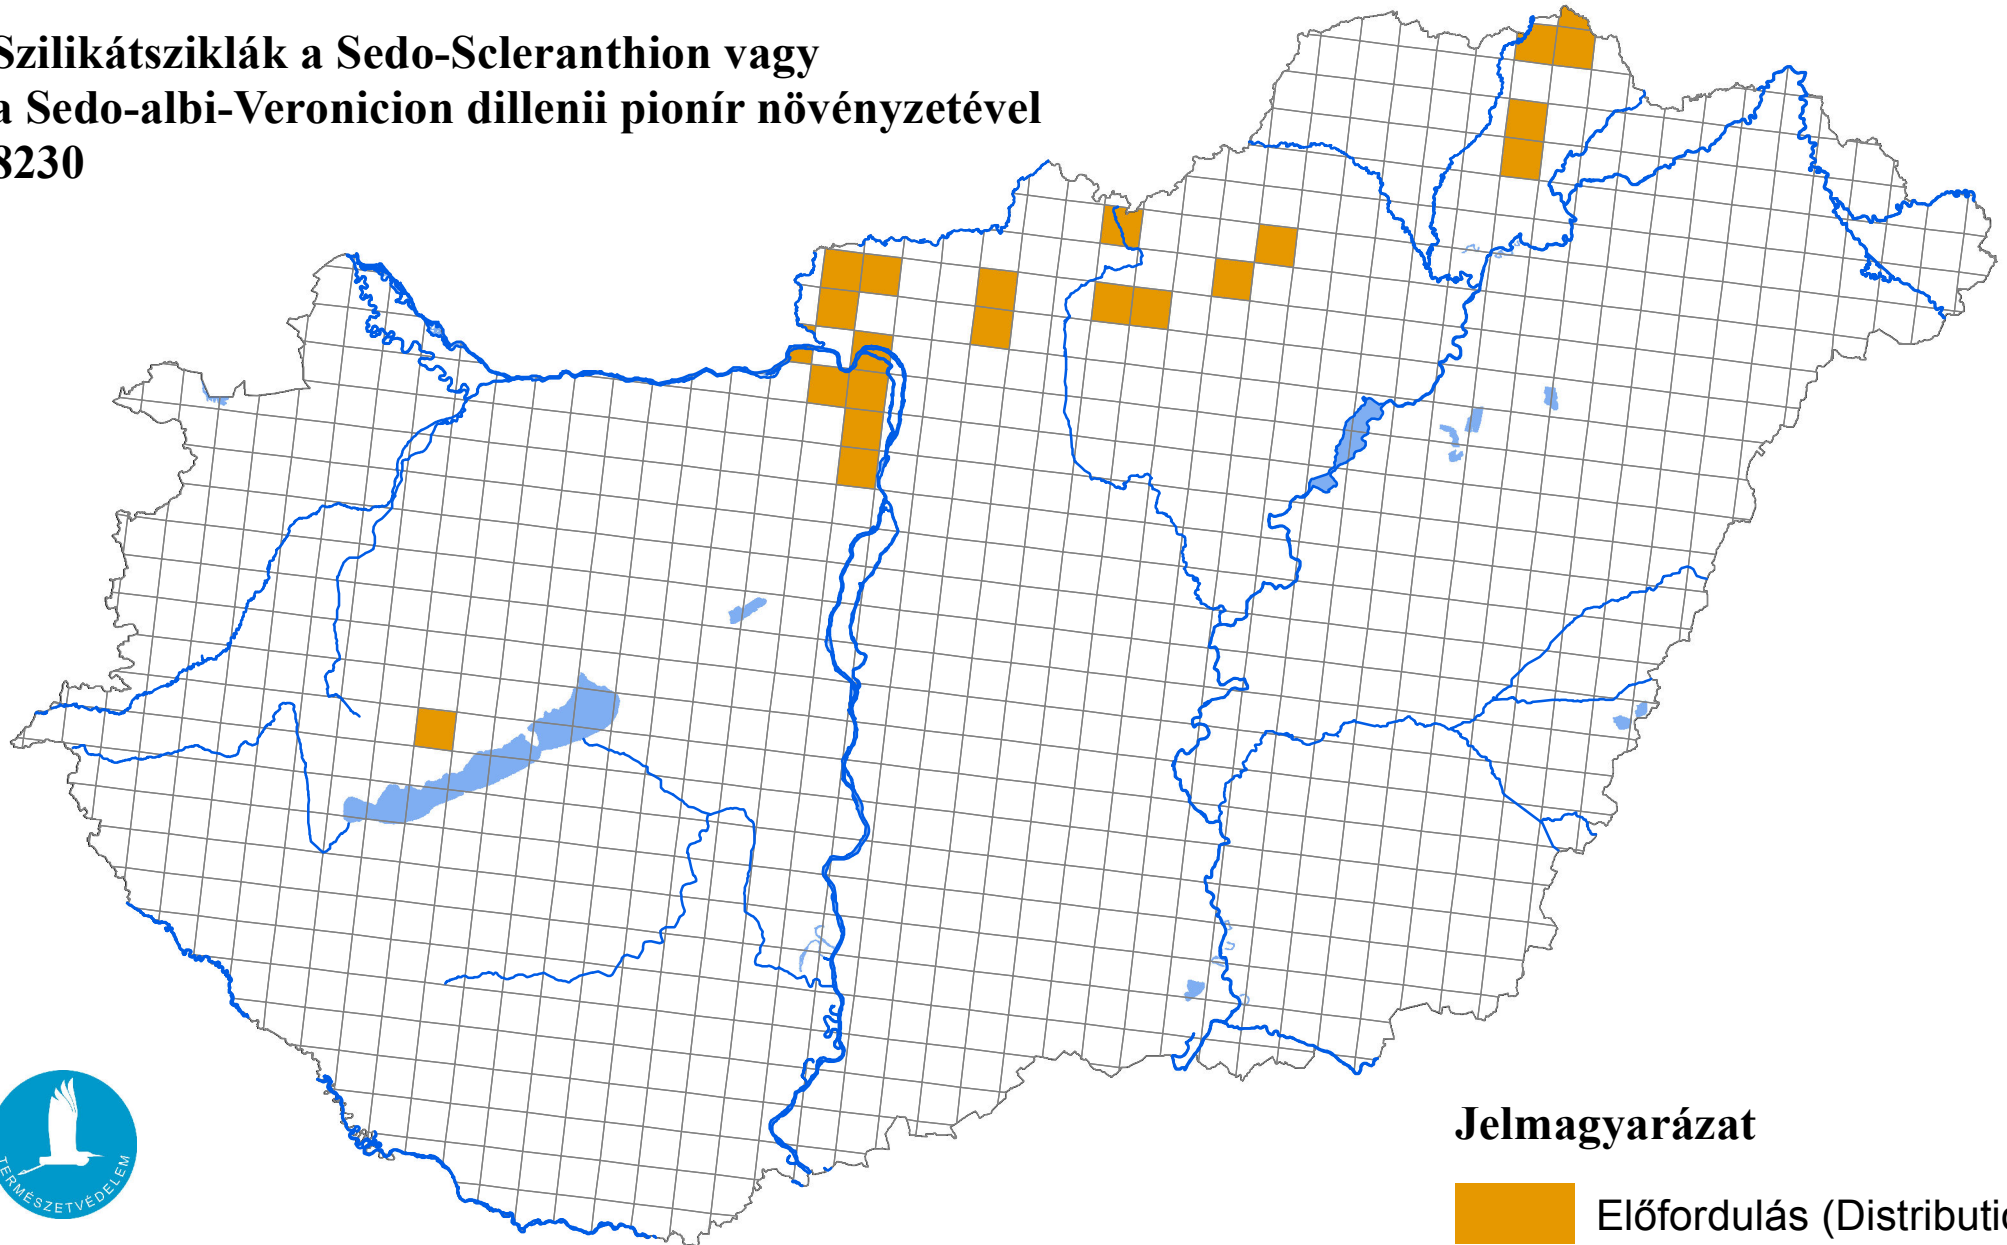 Szilikátsziklák a Sedo-Scleranthion vagy
a Sedo-albi-Veronicion dillenii pionír növényzetével
8230
TERMÉSZETVÉDELEM
Jelmagyarázat
Előfordulás (Distributio